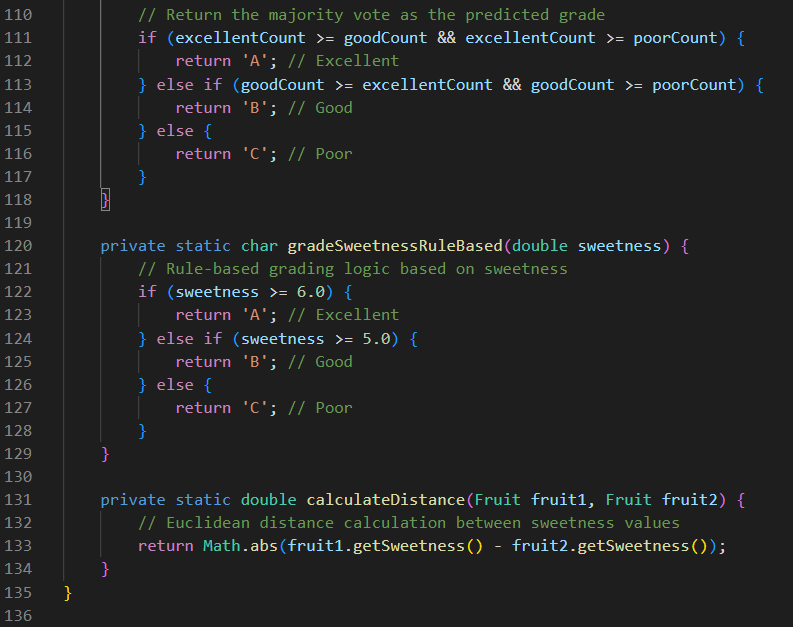 110 // Return the majority vote as the predicted grade
111 if (excellentCount >= goodCount && excellentCount >= poorCount) {
112 return 'A'; // Excellent
113 } else if (goodCount >= excellentCount && goodCount >= poorCount) {
114 return 'B'; // Good
115 } else {
116 return 'C'; // Poor
117 }
118 }
119
120 private static char gradeSweetnessRuleBased(double sweetness) {
121 // Rule-based grading logic based on sweetness
122 if (sweetness >= 6.0) {
123 return 'A'; // Excellent
124 } else if (sweetness >= 5.0) {
125 return 'B'; // Good
126 } else {
127 return 'C'; // Poor
128 }
129 }
130
131 private static double calculateDistance(Fruit fruit1, Fruit fruit2) {
132 // Euclidean distance calculation between sweetness values
133 return Math.abs(fruit1.getSweetness() - fruit2.getSweetness());
134 }
135 }
136